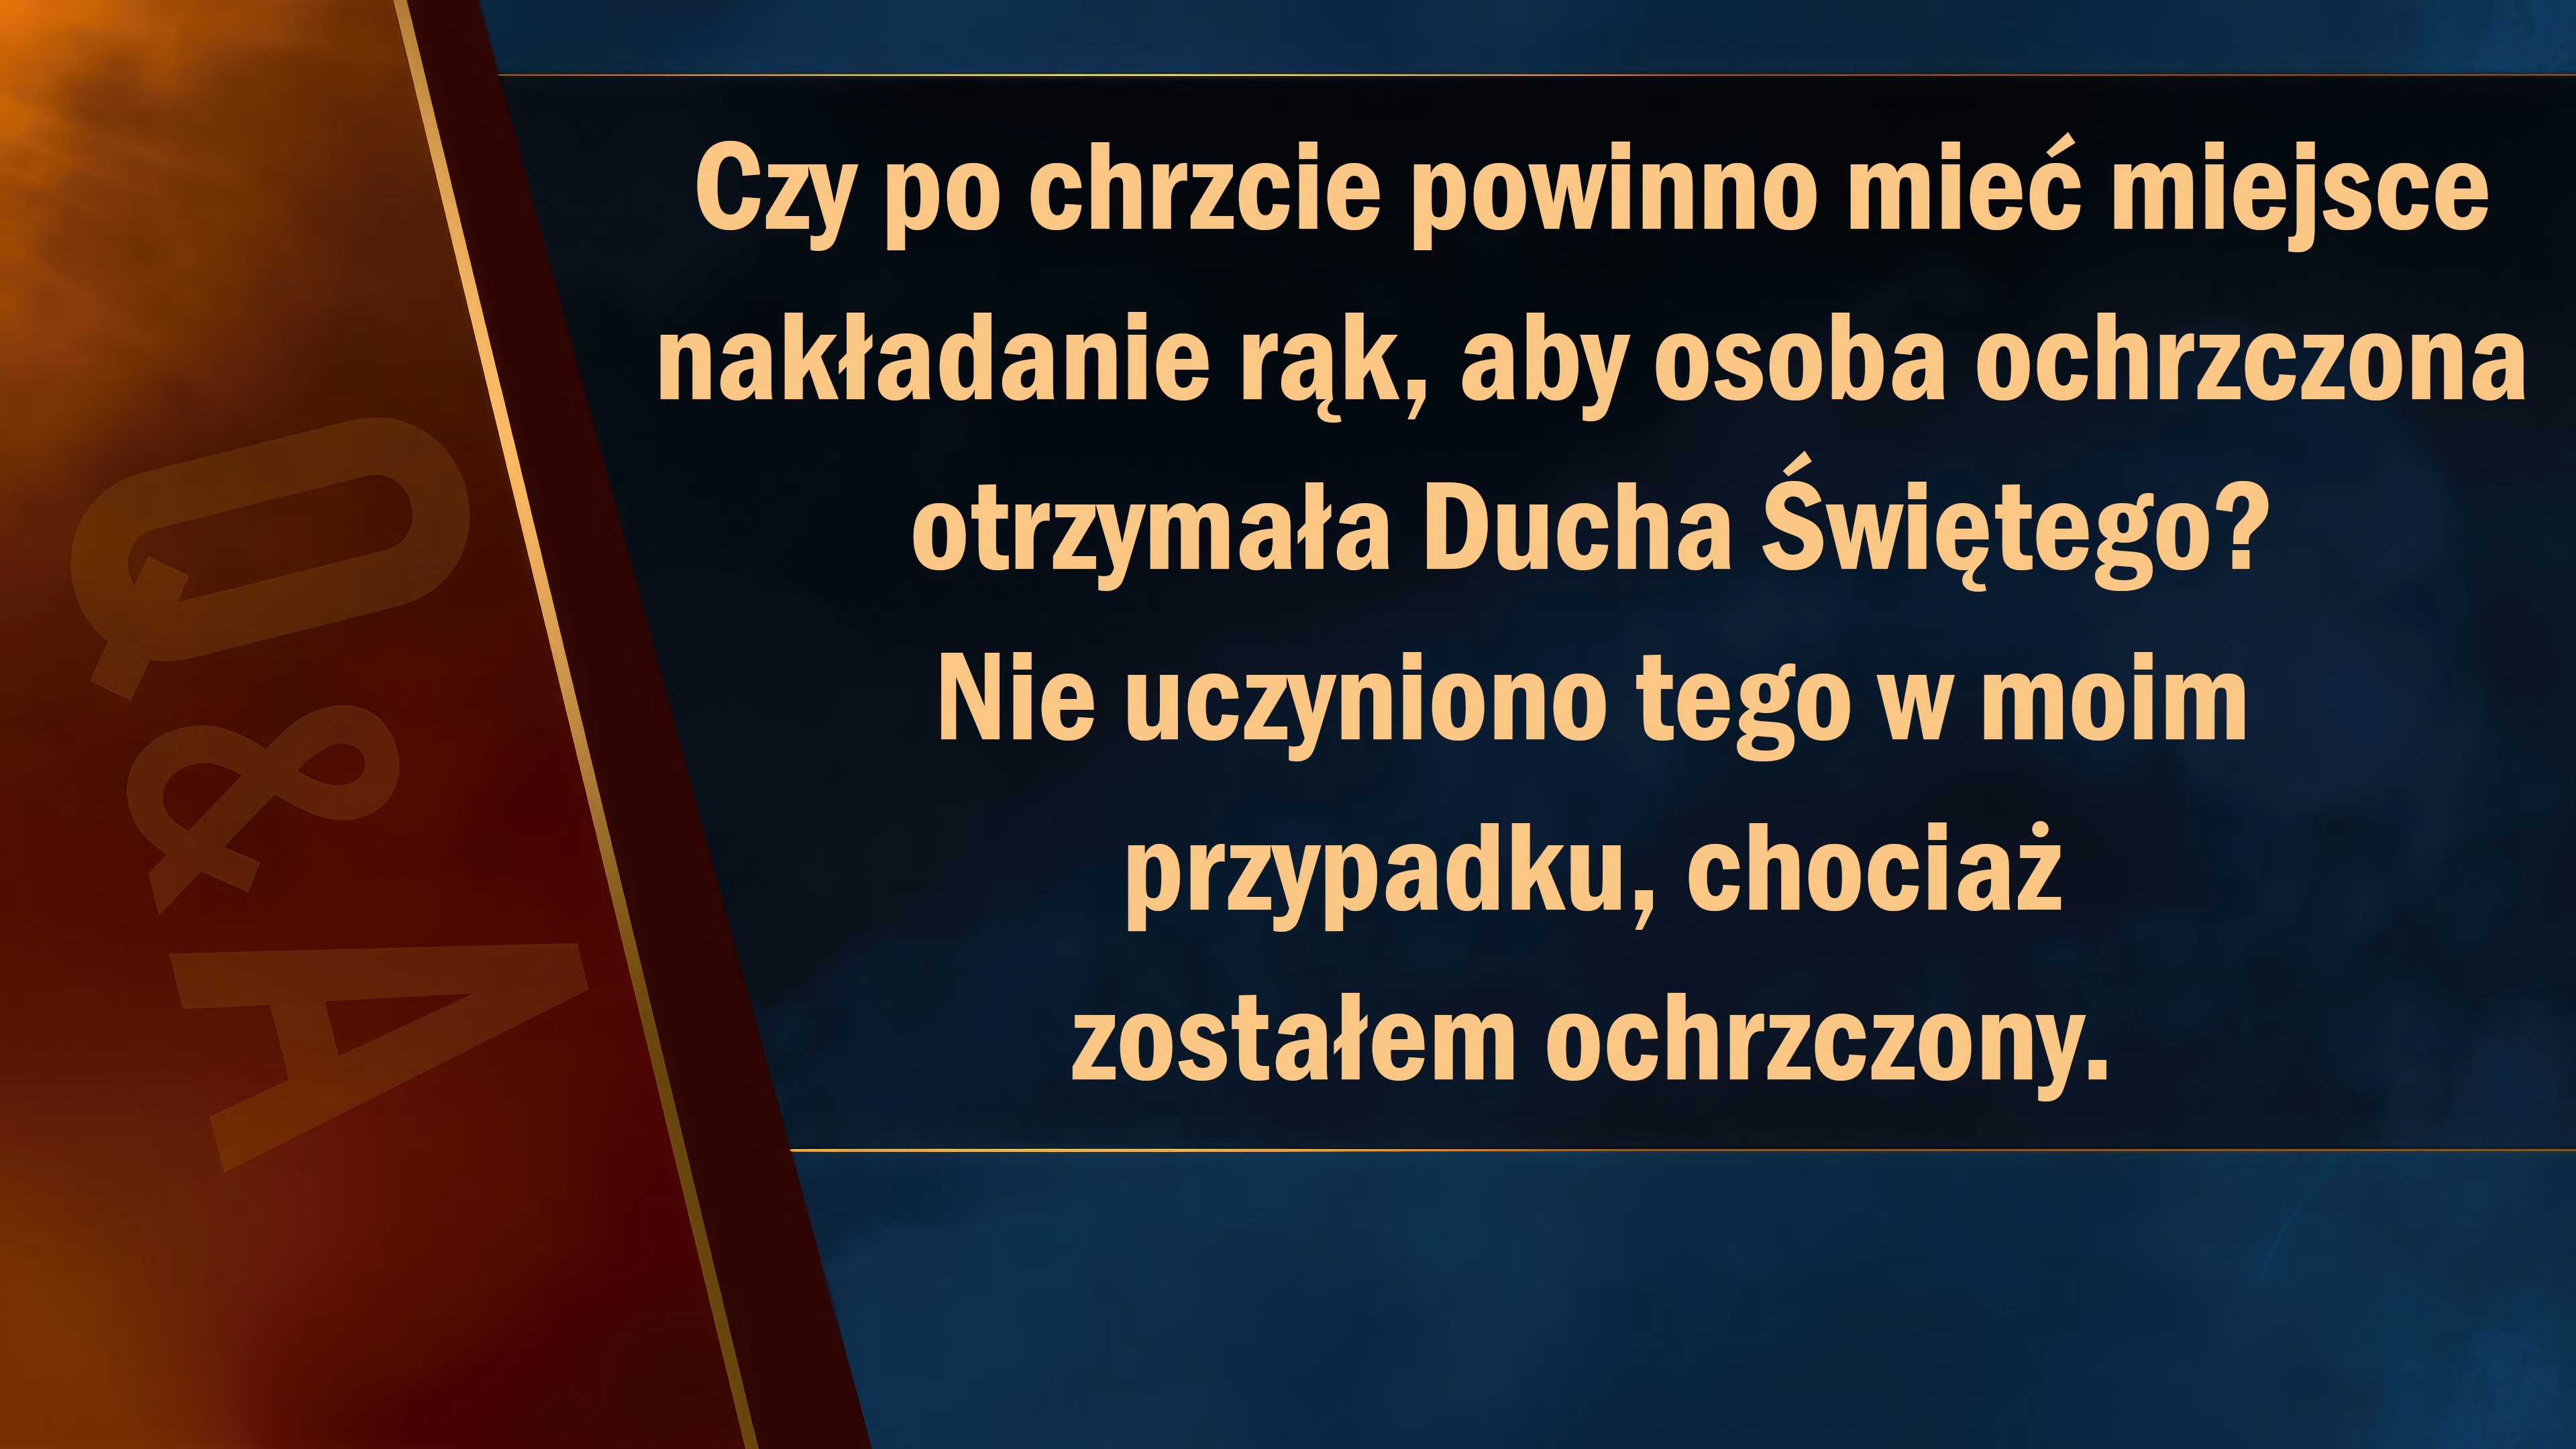 Czy po chrzcie powinno mieć miejsce
nakładanie rąk, aby osoba ochrzczona
otrzymała Ducha Świętego?
Nie uczyniono tego w moim
przypadku, chociaż
zostałem ochrzczony.
Q&A